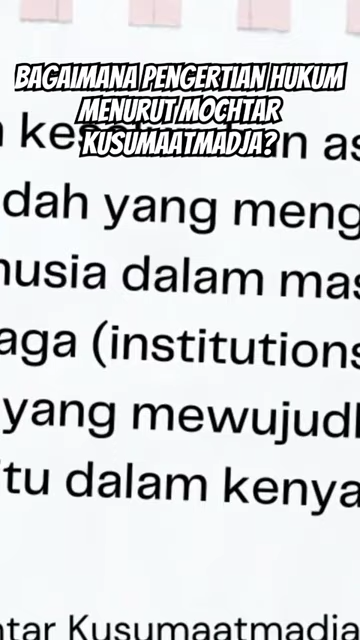 BAGAIMANA PENGERTIAN HUKUM
MENURUT MOCHTAR
KUSUMAATMADJA?
n as
dah yang meng
nusia dalam mas
aga (institutions
yang mewujudk
itu dalam kenya
ntar Kusumaatmadja